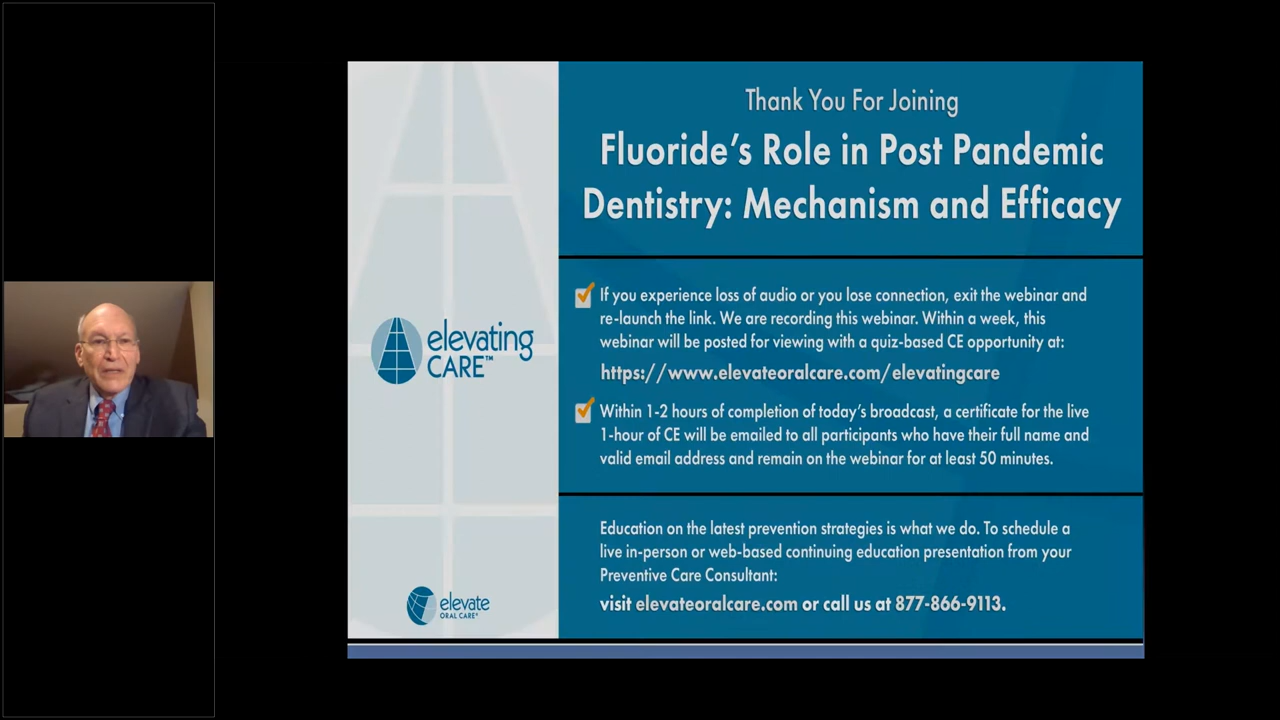 Thank You For Joining
Fluoride's Role in Post Pandemic
Dentistry: Mechanism and Efficacy
If you experience loss of audio or you lose connection, exit the webinar and
re-launch the link. We are recording this webinar. Within a week, this
webinar will be posted for viewing with a quiz-based CE opportunity at:
https://www.elevateoralcare.com/elevatingcare
Within 1-2 hours of completion of today's broadcast, a certificate for the live
1-hour of CE will be emailed to all participants who have their full name and
valid email address and remain on the webinar for at least 50 minutes.
Education on the latest prevention strategies is what we do. To schedule a
live in-person or web-based continuing education presentation from your
Preventive Care Consultant:
visit elevateoralcare.com or call us at 877-866-9113.
elevating
CARE™
elevate
ORAL CARE®